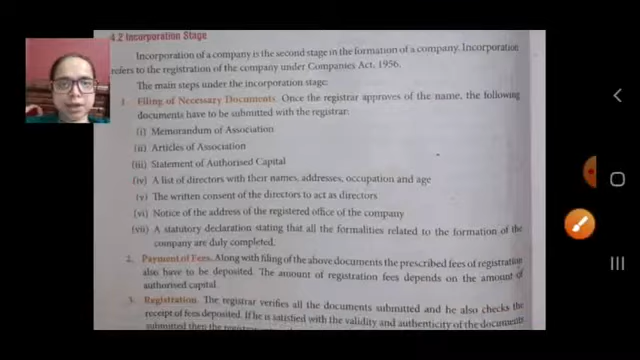 4.2 Incorporation Stage
Incorporation of a company is the second stage in the formation of a company. Incorporation
refers to the registration of the company under Companies Act, 1956.
The main steps under the incorporation stage:
1. Filing of Necessary Documents. Once the registrar approves of the name, the following
documents have to be submitted with the registrar:
(i) Memorandum of Association
(ii) Articles of Association
(iii) Statement of Authorised Capital
(iv) A list of directors with their names, addresses, occupation and age
(v) The written consent of the directors to act as directors
(vi) Notice of the address of the registered office of the company
(vii) A statutory declaration stating that all the formalities related to the formation of the
company are duly completed.
2. Payment of Fees. Along with filing of the above documents the prescribed fees of registration
also have to be deposited. The amount of registration fees depends on the amount of
authorised capital.
3. Registration. The registrar verifies all the documents submitted and he also checks the
receipt of fees deposited. If he is satisfied with the validity and authenticity of the documents
submitted then the